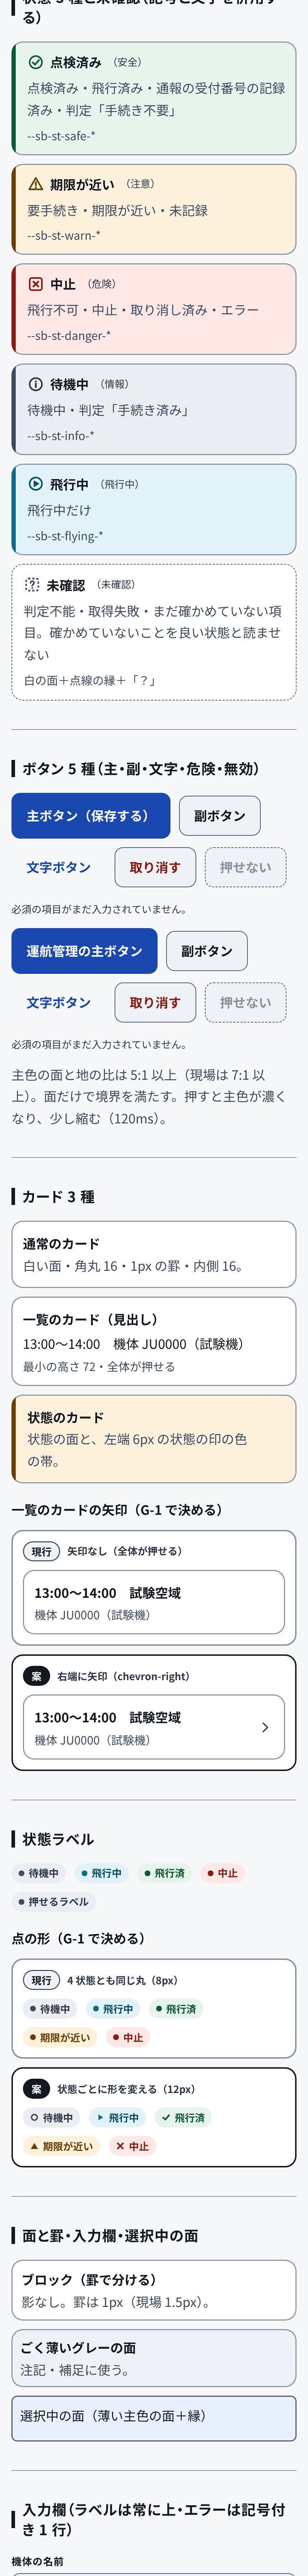 状態 5 種と未確認（記号と文字を併用す
る）
点検済み （安全）
点検済み・飛行済み・通報の受付番号の記録
済み・判定「手続き不要」
--sb-st-safe-*
期限が近い （注意）
要手続き・期限が近い・未記録
--sb-st-warn-*
中止 （危険）
飛行不可・中止・取り消し済み・エラー
--sb-st-danger-*
待機中 （情報）
待機中・判定「手続き済み」
--sb-st-info-*
飛行中 （飛行中）
飛行中だけ
--sb-st-flying-*
未確認 （未確認）
判定不能・取得失敗・まだ確かめていない項
目。確かめていないことを良い状態と読ませ
ない
白の面＋点線の縁＋「？」
ボタン 5 種（主・副・文字・危険・無効）
主ボタン（保存する） 副ボタン
文字ボタン 取り消す 押せない
必須の項目がまだ入力されていません。
運航管理の主ボタン 副ボタン
文字ボタン 取り消す 押せない
必須の項目がまだ入力されていません。
主色の面と地の比は 5:1 以上（現場は 7:1 以
上）。面だけで境界を満たす。押すと主色が濃く
なり、少し縮む（120ms）。
カード 3 種
通常のカード
白い面・角丸 16・1px の罫・内側 16。
一覧のカード（見出し）
13:00〜14:00 機体 JU0000（試験機）
最小の高さ 72・全体が押せる
状態のカード
状態の面と、左端 6px の状態の印の色
の帯。
一覧のカードの矢印（G-1 で決める）
現行 矢印なし（全体が押せる）
13:00〜14:00 試験空域
機体 JU0000（試験機）
案 右端に矢印（chevron-right）
13:00〜14:00 試験空域
機体 JU0000（試験機）
状態ラベル
待機中 飛行中 飛行済 中止
押せるラベル
点の形（G-1 で決める）
現行 4 状態とも同じ丸（8px）
待機中 飛行中 飛行済
期限が近い 中止
案 状態ごとに形を変える（12px）
待機中 飛行中 飛行済
期限が近い 中止
面と罫・入力欄・選択中の面
ブロック（罫で分ける）
影なし。罫は 1px（現場 1.5px）。
ごく薄いグレーの面
注記・補足に使う。
選択中の面（薄い主色の面＋縁）
入力欄（ラベルは常に上・エラーは記号付
き 1 行）
機体の名前